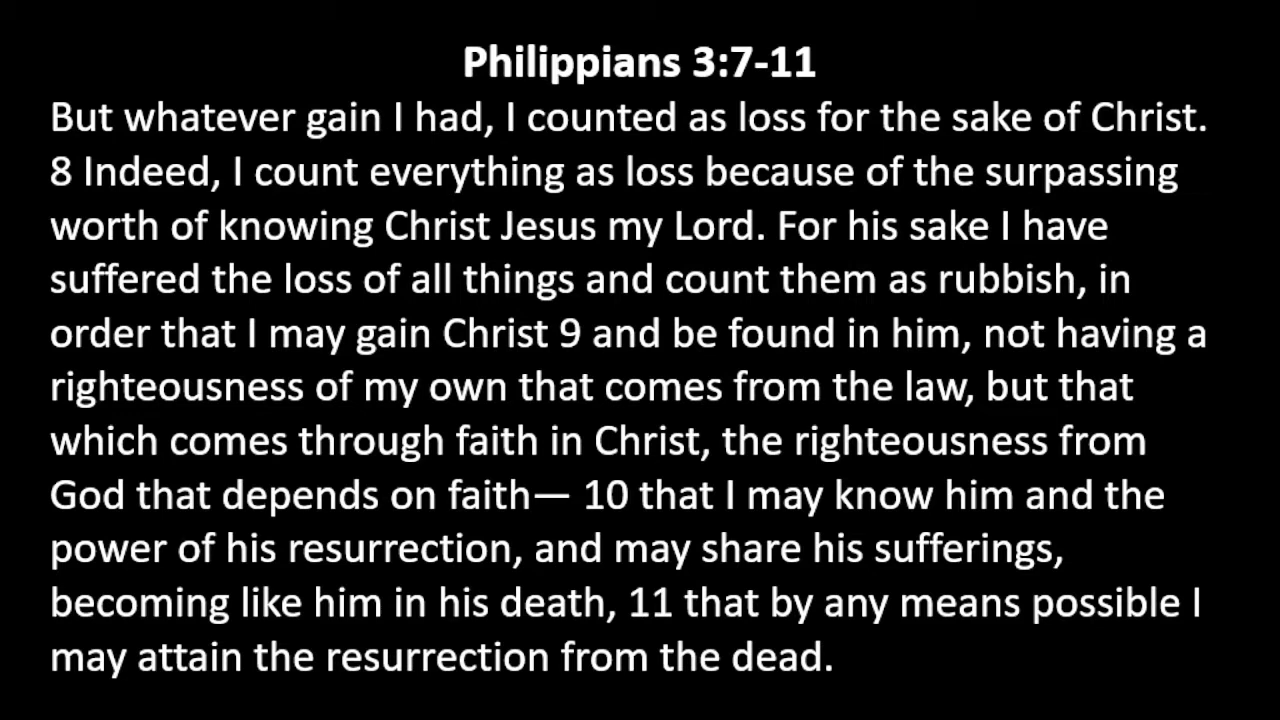 Philippians 3:7-11
But whatever gain I had, I counted as loss for the sake of Christ.
8 Indeed, I count everything as loss because of the surpassing
worth of knowing Christ Jesus my Lord. For his sake I have
suffered the loss of all things and count them as rubbish, in
order that I may gain Christ 9 and be found in him, not having a
righteousness of my own that comes from the law, but that
which comes through faith in Christ, the righteousness from
God that depends on faith— 10 that I may know him and the
power of his resurrection, and may share his sufferings,
becoming like him in his death, 11 that by any means possible I
may attain the resurrection from the dead.